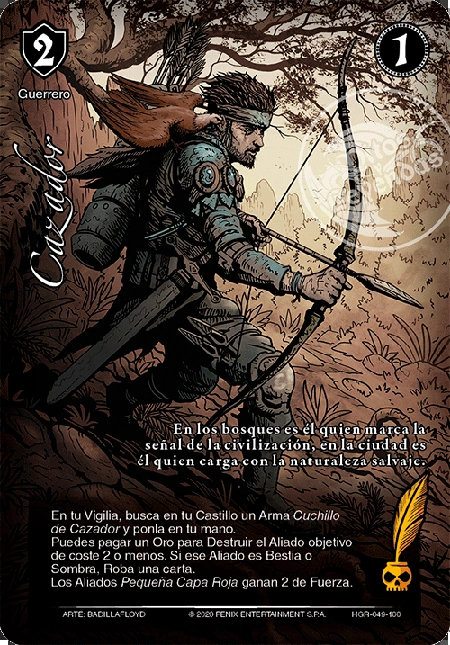 2
1
Guerrero
Cazador
En los bosques es él quien marca la
señal de la civilización, en la ciudad es
él quien carga con la naturaleza salvaje.
En tu Vigilia, busca en tu Castillo un Arma Cuchillo
de Cazador y ponla en tu mano.
Puedes pagar un Oro para Destruir el Aliado objetivo
de coste 2 o menos. Si ese Aliado es Bestia o
Sombra, Roba una carta.
Los Aliados Pequeña Capa Roja ganan 2 de Fuerza.
ARTE: BADILLAFLOYD © 2020 FENIX ENTERTAINMENT S.P.A. HGR-049-100